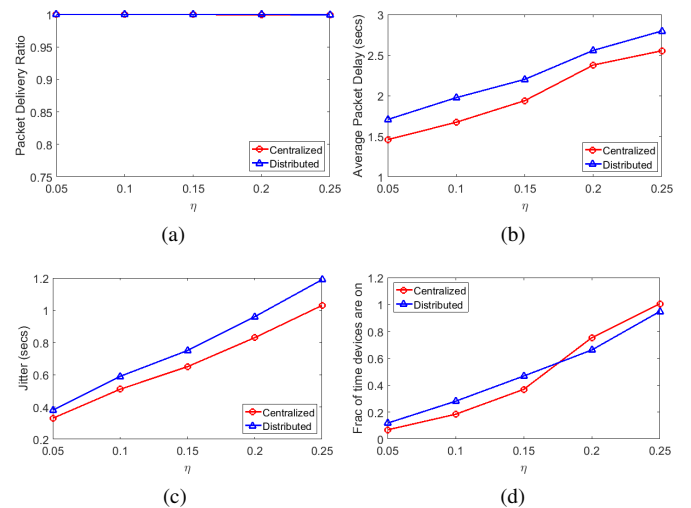 Packet Delivery Ratio
1
0.95
0.9
0.85
0.8
0.75
0.05 0.1 0.15 0.2 0.25
Centralized
Distributed
η
(a)
Average Packet Delay (secs)
3
2.5
2
1.5
1
0.05 0.1 0.15 0.2 0.25
Centralized
Distributed
η
(b)
Jitter (secs)
1.2
1
0.8
0.6
0.4
0.2
0.05 0.1 0.15 0.2 0.25
Centralized
Distributed
η
(c)
Frac of time devices are on
1.2
1
0.8
0.6
0.4
0.2
0
0.05 0.1 0.15 0.2 0.25
Centralized
Distributed
η
(d)